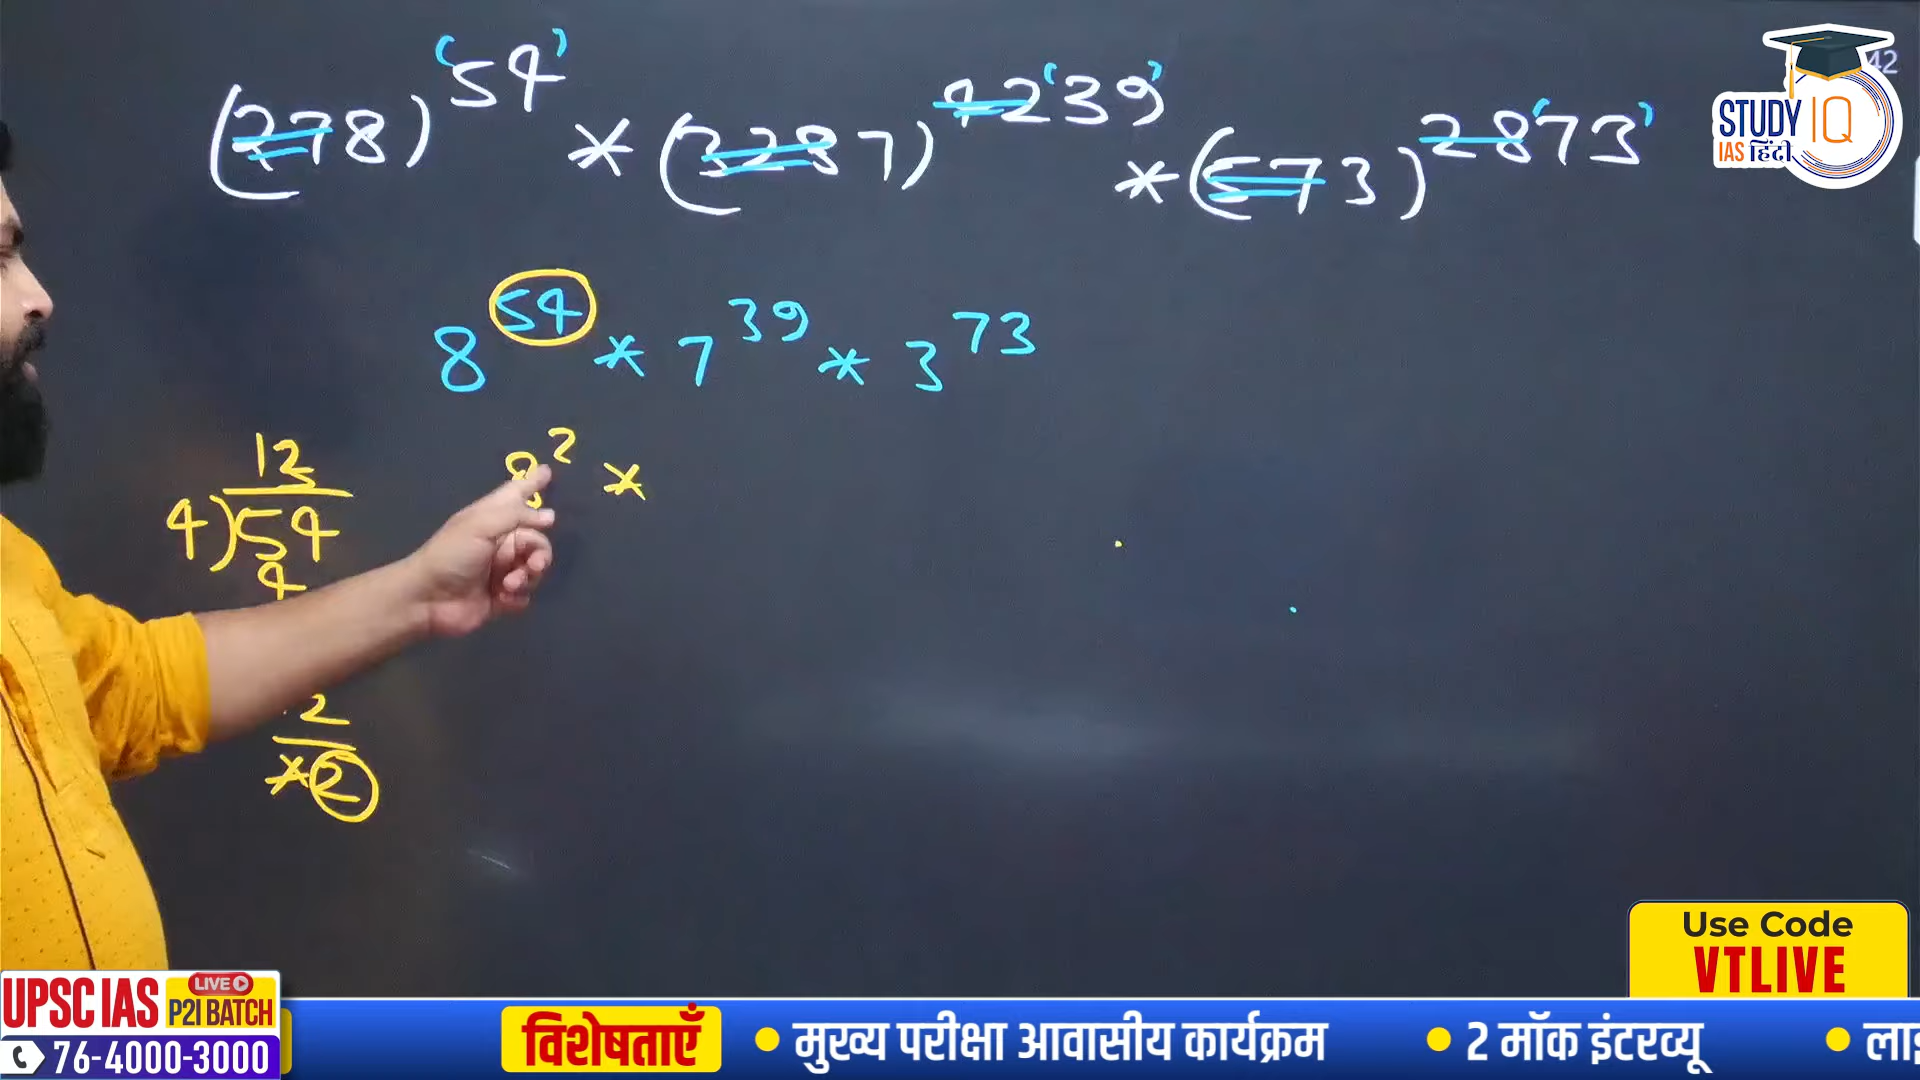 (278)^54 * (3287)^4239 * (573)^2873
42
STUDY IQ
IAS हिंदी
8^54 * 7^39 * 3^73
8^2 *
12
4)54
4
2
*2
Use Code
VTLIVE
LIVE
UPSC IAS P2I BATCH
76-4000-3000
विशेषताएँ
मुख्य परीक्षा आवासीय कार्यक्रम
2 मॉक इंटरव्यू